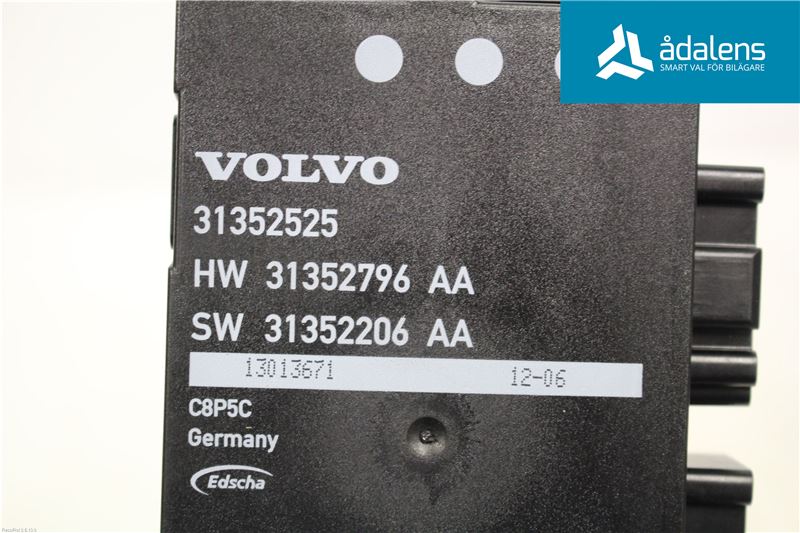 ådalens
SMART VAL FÖR BILÄGARE
VOLVO
31352525
HW 31352796 AA
SW 31352206 AA
13013671 12-06
C8P5C
Germany
Edscha